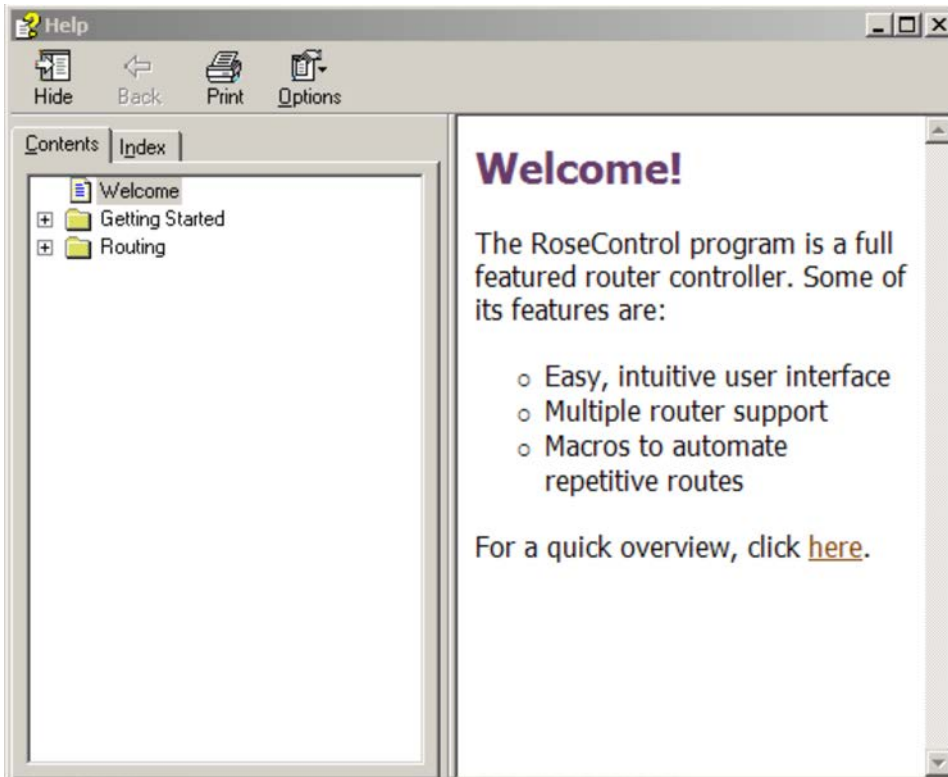 Help
Hide Back Print Options
Contents Index
Welcome
Getting Started
Routing
Welcome!
The RoseControl program is a full
featured router controller. Some of
its features are:
Easy, intuitive user interface
Multiple router support
Macros to automate
repetitive routes
For a quick overview, click here.